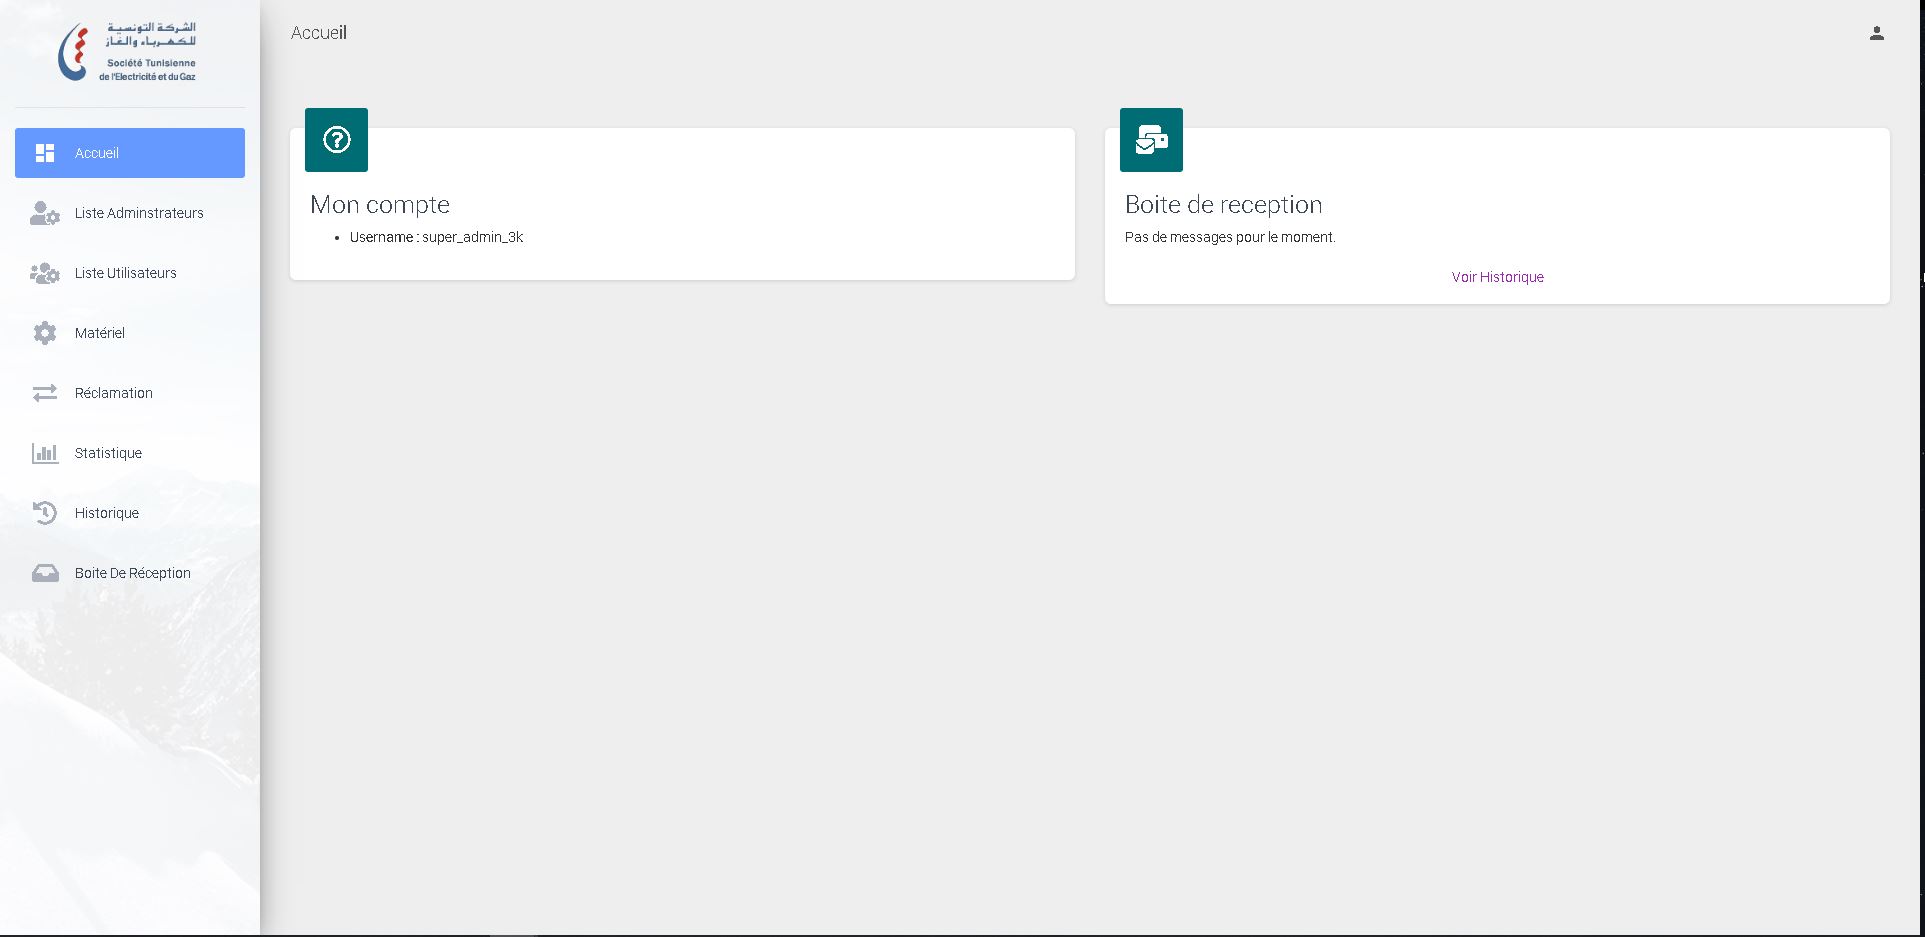 الشركة التونسية
للكهرباء والغاز
Société Tunisienne
de l'Electricité et du Gaz
Accueil
Liste Adminstrateurs
Liste Utilisateurs
Matériel
Réclamation
Statistique
Historique
Boite De Réception
Accueil
Mon compte
• Username : super_admin_3k
Boite de reception
Pas de messages pour le moment.
Voir Historique